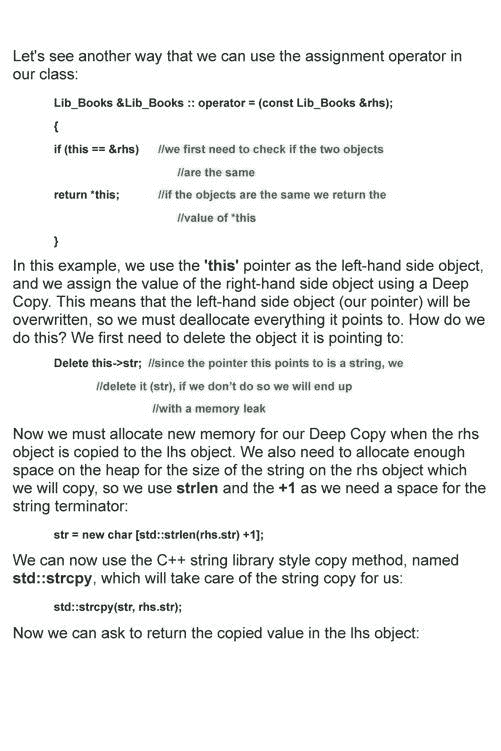 Let's see another way that we can use the assignment operator in
our class:
Lib_Books &Lib_Books :: operator = (const Lib_Books &rhs);
{
if (this == &rhs) //we first need to check if the two objects
//are the same
return *this; //if the objects are the same we return the
//value of *this
}
In this example, we use the 'this' pointer as the left-hand side object,
and we assign the value of the right-hand side object using a Deep
Copy. This means that the left-hand side object (our pointer) will be
overwritten, so we must deallocate everything it points to. How do we
do this? We first need to delete the object it is pointing to:
Delete this->str; //since the pointer this points to is a string, we
//delete it (str), if we don't do so we will end up
//with a memory leak
Now we must allocate new memory for our Deep Copy when the rhs
object is copied to the lhs object. We also need to allocate enough
space on the heap for the size of the string on the rhs object which
we will copy, so we use strlen and the +1 as we need a space for the
string terminator:
str = new char [std::strlen(rhs.str) +1];
We can now use the C++ string library style copy method, named
std::strcpy, which will take care of the string copy for us:
std::strcpy(str, rhs.str);
Now we can ask to return the copied value in the lhs object: